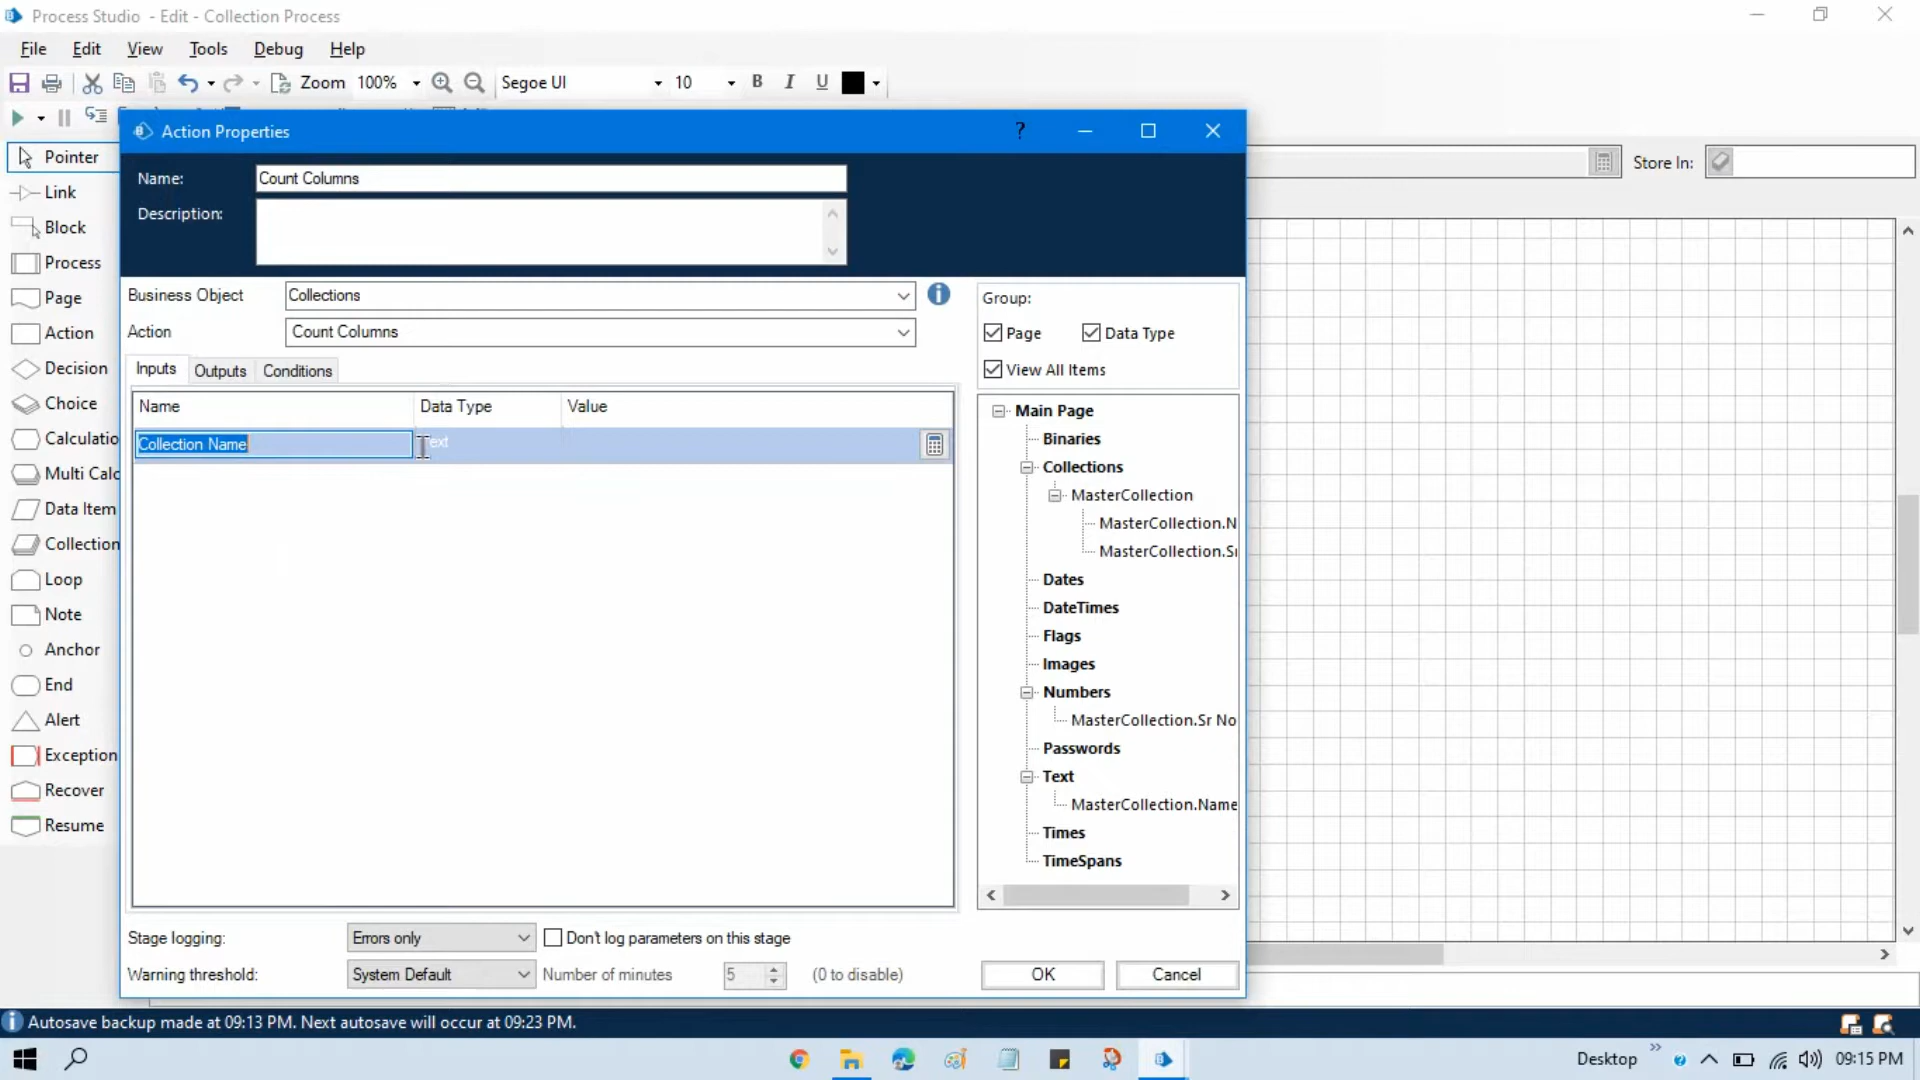 Process Studio - Edit - Collection Process
File Edit View Tools Debug Help
Zoom 100% Segoe UI 10 B I U
Action Properties
?
Pointer
Link
Block
Process
Page
Action
Decision
Choice
Calculatio
Multi Calc
Data Item
Collection
Loop
Note
Anchor
End
Alert
Exception
Recover
Resume
Name: Count Columns
Description:
Store In:
Business Object Collections
Action Count Columns
Inputs Outputs Conditions
Name Data Type Value
Collection Name Text
Group:
Page Data Type
View All Items
Main Page
Binaries
Collections
MasterCollection
MasterCollection.N
MasterCollection.S
Dates
DateTimes
Flags
Images
Numbers
MasterCollection.Sr No
Passwords
Text
MasterCollection.Name
Times
TimeSpans
Stage logging: Errors only Don't log parameters on this stage
Warning threshold: System Default Number of minutes 5 (0 to disable)
OK Cancel
Autosave backup made at 09:13 PM. Next autosave will occur at 09:23 PM.
Desktop 09:15 PM